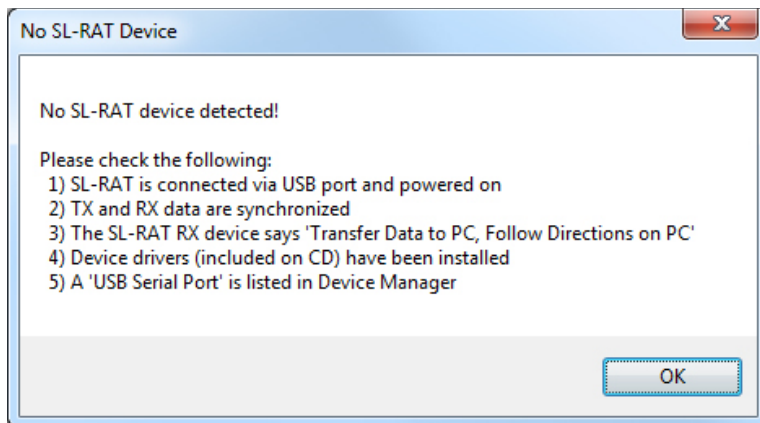 No SL-RAT Device
No SL-RAT device detected!
Please check the following:
1) SL-RAT is connected via USB port and powered on
2) TX and RX data are synchronized
3) The SL-RAT RX device says 'Transfer Data to PC, Follow Directions on PC'
4) Device drivers (included on CD) have been installed
5) A 'USB Serial Port' is listed in Device Manager
OK